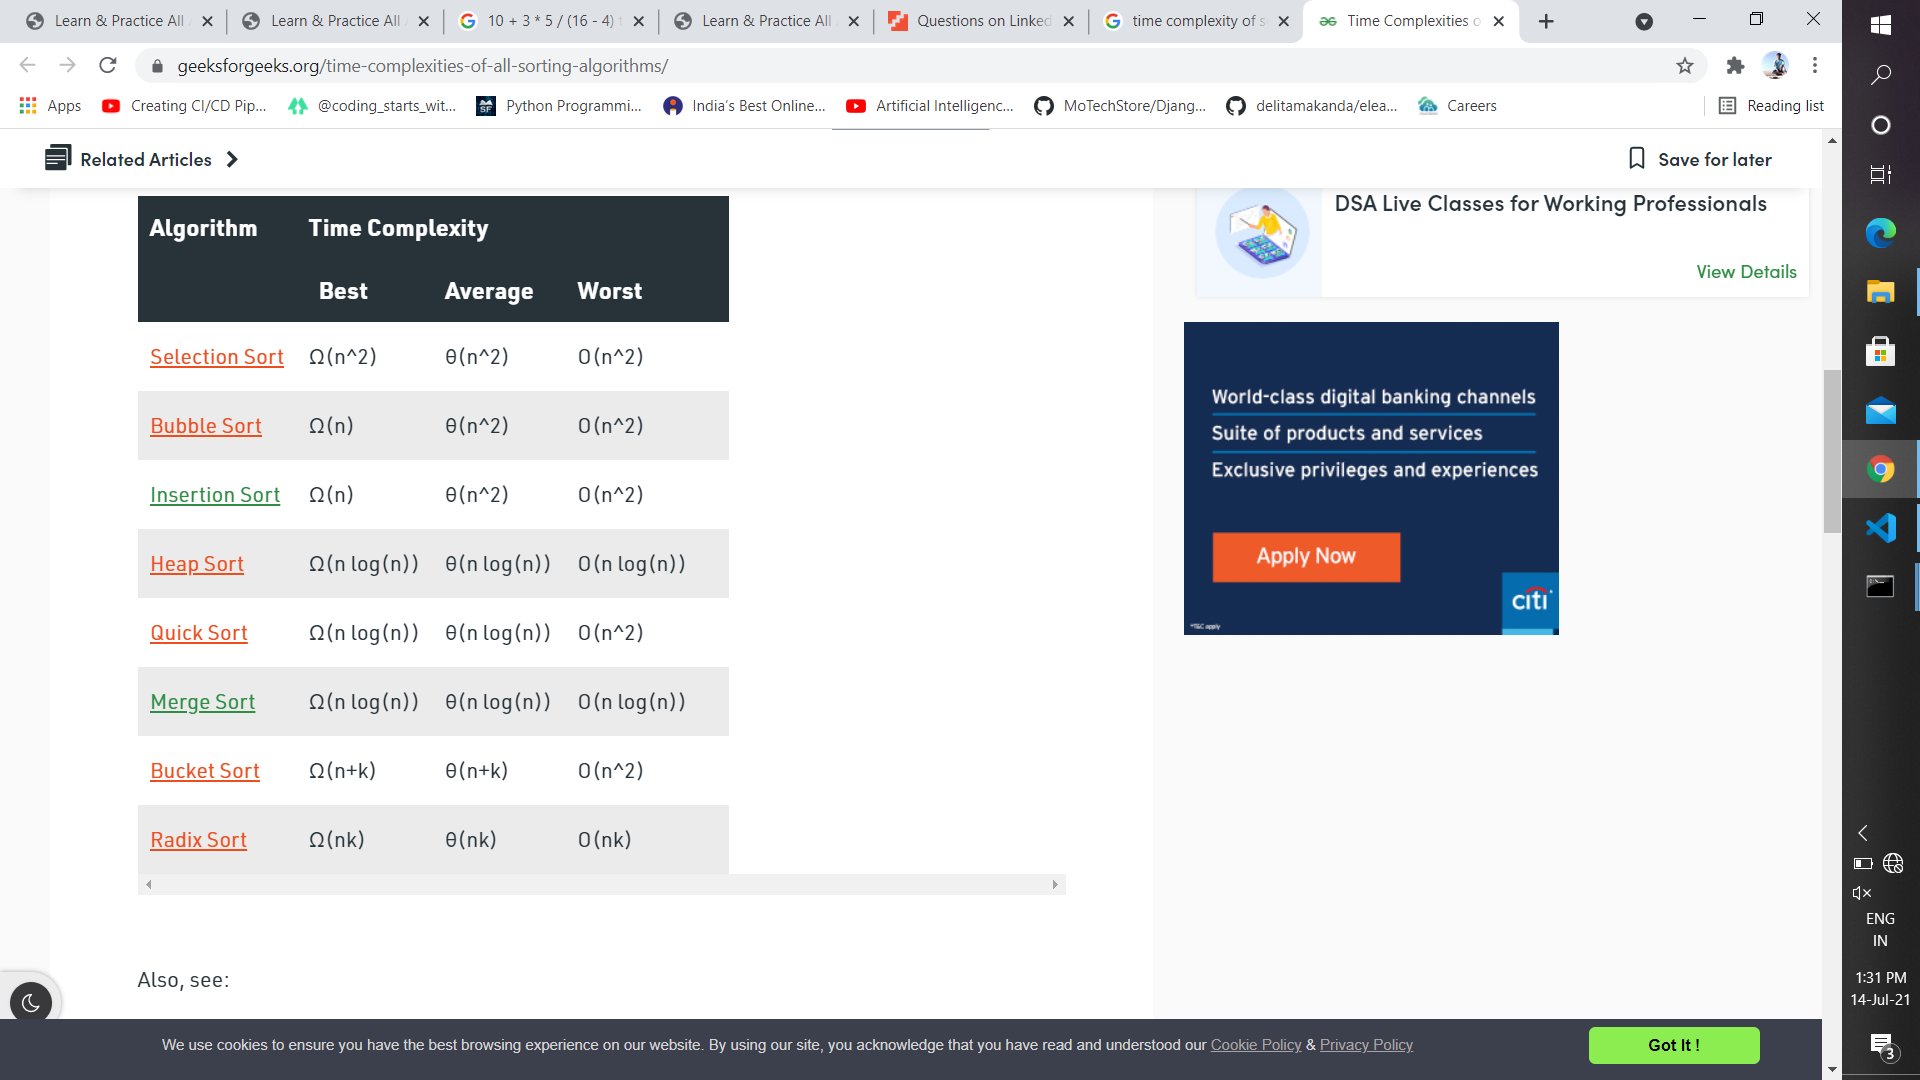 Learn & Practice All
Learn & Practice All
10 + 3 * 5 / (16 - 4)
Learn & Practice All
Questions on Linked
time complexity of s
Time Complexities o
geeksforgeeks.org/time-complexities-of-all-sorting-algorithms/
Apps
Creating CI/CD Pip...
@coding_starts_wit...
Python Programmi...
India's Best Online...
Artificial Intelligenc...
MoTechStore/Djang...
delitamakanda/elea...
Careers
Reading list
Related Articles
Save for later
DSA Live Classes for Working Professionals
View Details
Algorithm Time Complexity
Best Average Worst
Selection Sort Ω(n^2) θ(n^2) O(n^2)
Bubble Sort Ω(n) θ(n^2) O(n^2)
Insertion Sort Ω(n) θ(n^2) O(n^2)
Heap Sort Ω(n log(n)) θ(n log(n)) O(n log(n))
Quick Sort Ω(n log(n)) θ(n log(n)) O(n^2)
Merge Sort Ω(n log(n)) θ(n log(n)) O(n log(n))
Bucket Sort Ω(n+k) θ(n+k) O(n^2)
Radix Sort Ω(nk) θ(nk) O(nk)
Also, see:
World-class digital banking channels
Suite of products and services
Exclusive privileges and experiences
Apply Now
citi
*T&C apply
We use cookies to ensure you have the best browsing experience on our website. By using our site, you acknowledge that you have read and understood our Cookie Policy & Privacy Policy
Got It !
ENG
IN
1:31 PM
14-Jul-21
3